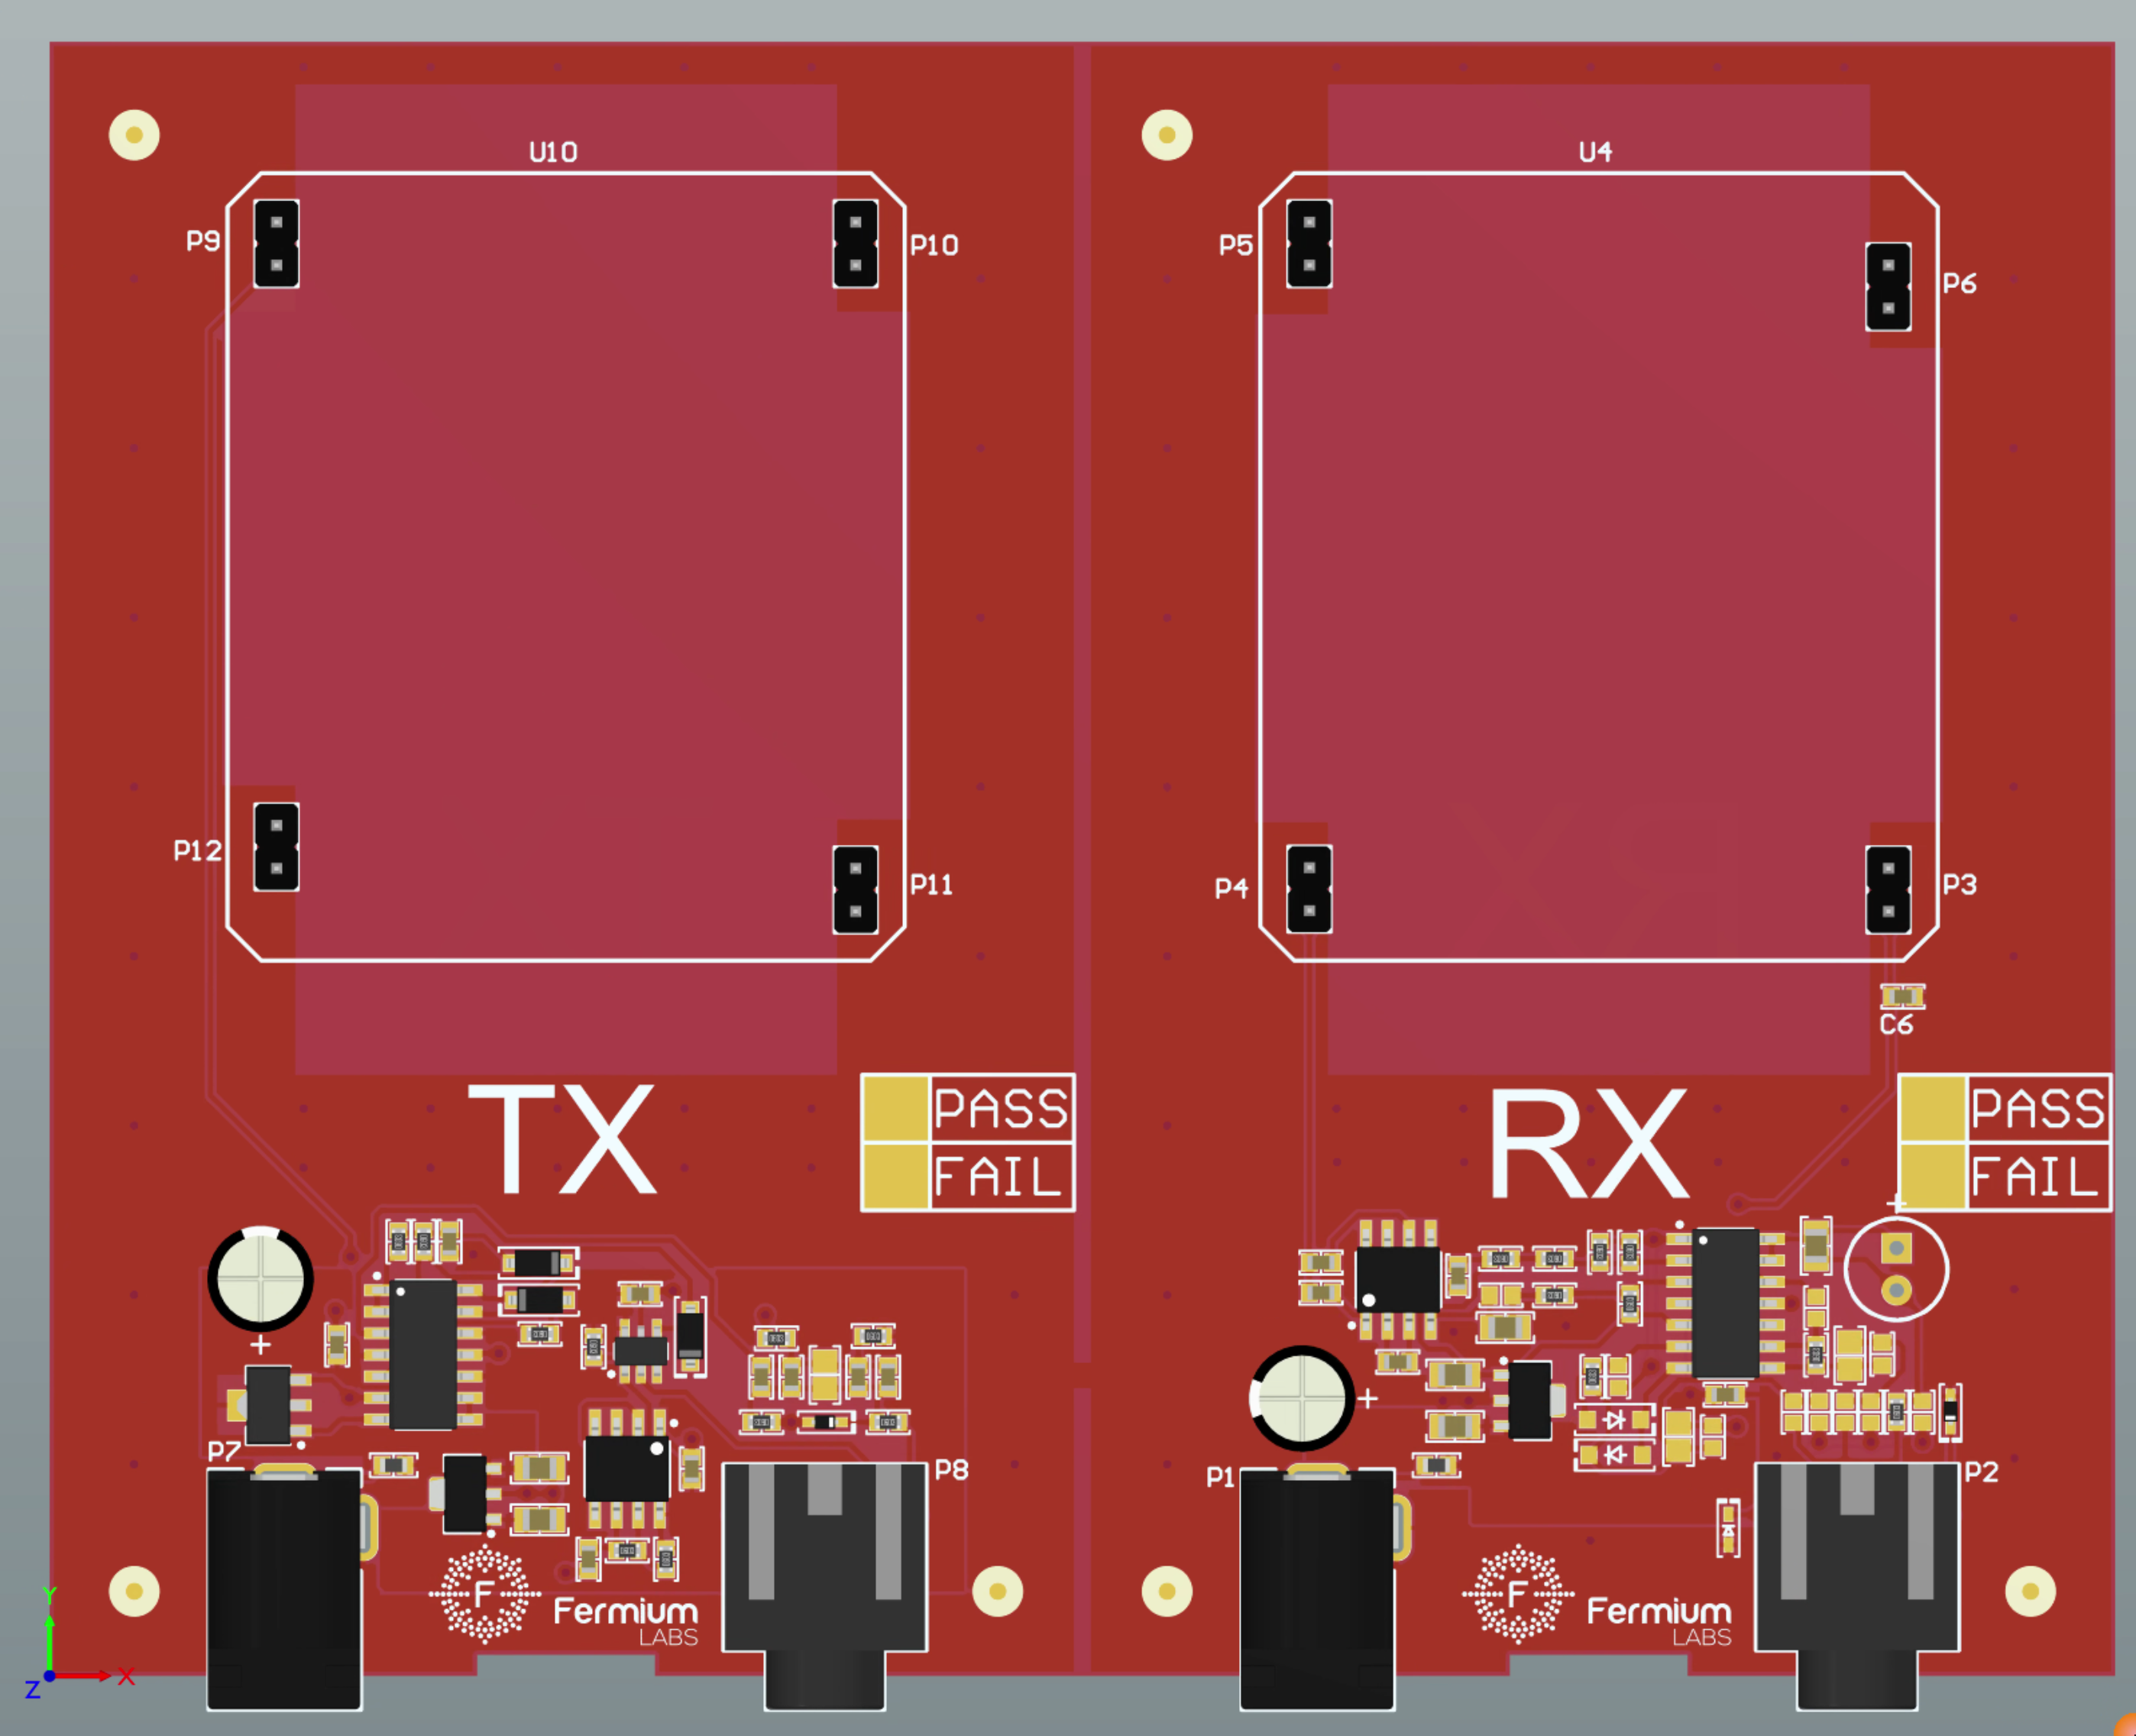 U10
U4
P9
P10
P5
P6
P12
P11
P4
P3
C6
TX
PASS
FAIL
RX
PASS
FAIL
+
+
+
P7
P8
P1
P2
F
Fermium
LABS
F
Fermium
LABS
Y
Z
X